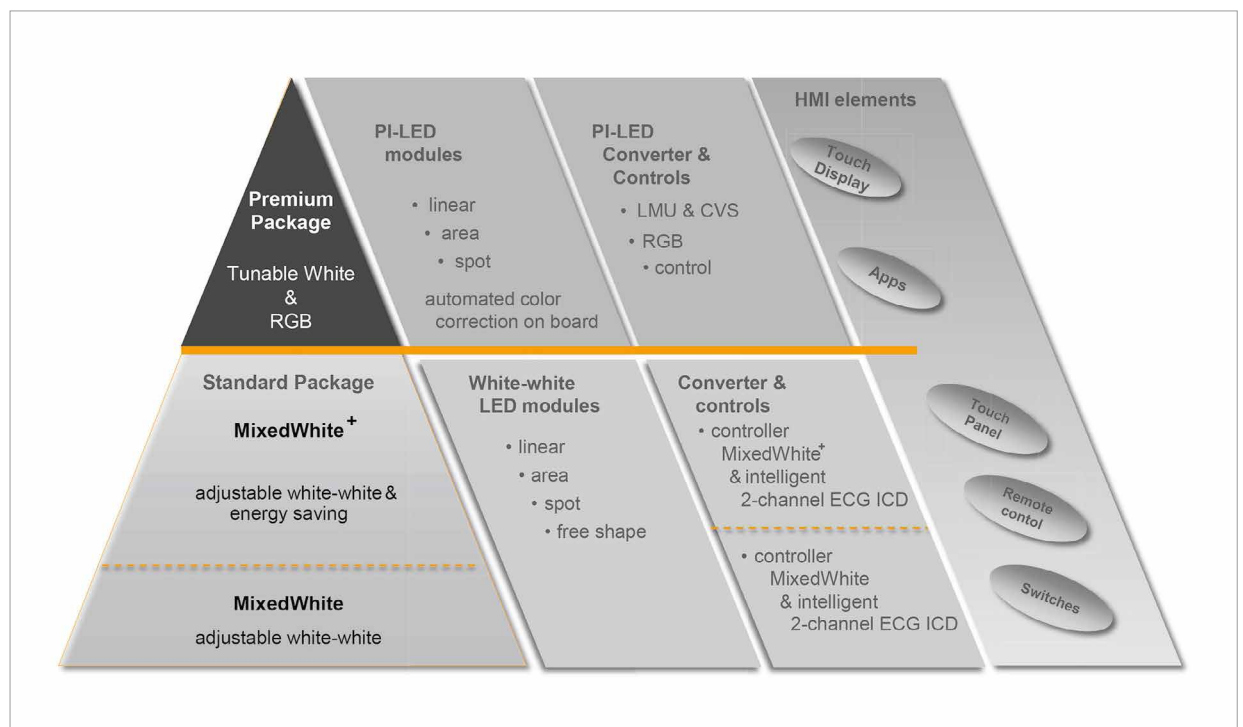 Premium
Package
Tunable White
&
RGB
PI-LED
modules
• linear
• area
• spot
automated color
correction on board
PI-LED
Converter &
Controls
• LMU & CVS
• RGB
• control
HMI elements
Touch
Display
Apps
Standard Package
MixedWhite+
adjustable white-white &
energy saving
MixedWhite
adjustable white-white
White-white
LED modules
• linear
• area
• spot
• free shape
Converter &
controls
• controller
MixedWhite+
& intelligent
2-channel ECG ICD
• controller
MixedWhite
& intelligent
2-channel ECG ICD
Touch
Panel
Remote
contol
Switches